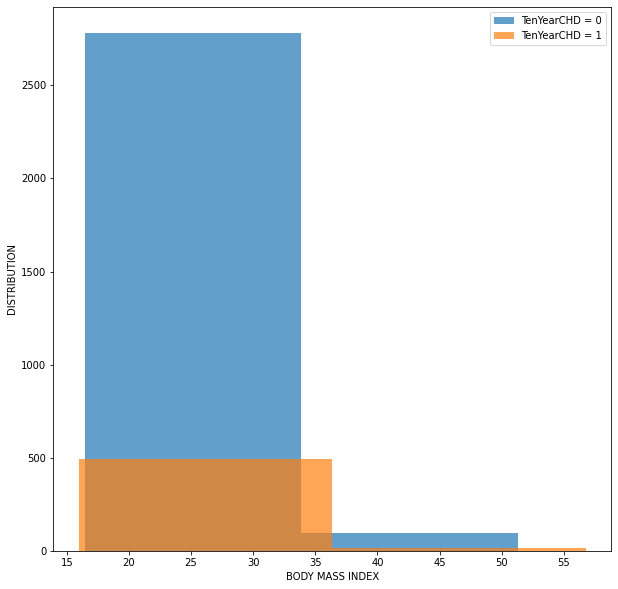 TenYearCHD = 0
TenYearCHD = 1
2500
2000
1500
1000
500
0
DISTRIBUTION
15 20 25 30 35 40 45 50 55
BODY MASS INDEX